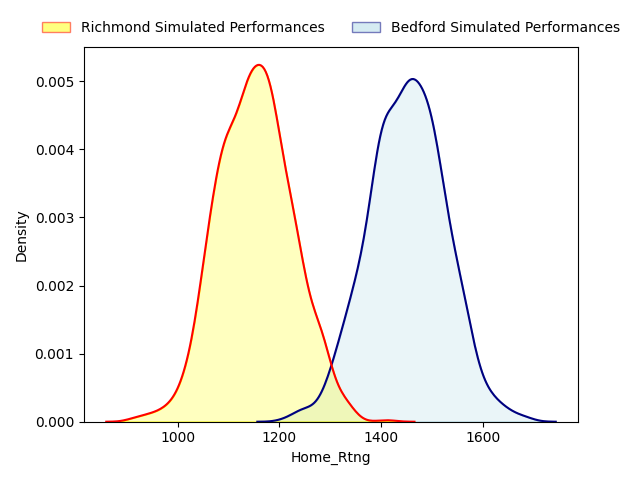 Richmond Simulated Performances Bedford Simulated Performances
0.005
0.004
0.003
0.002
0.001
0.000
Density
1000 1200 1400 1600
Home_Rtng